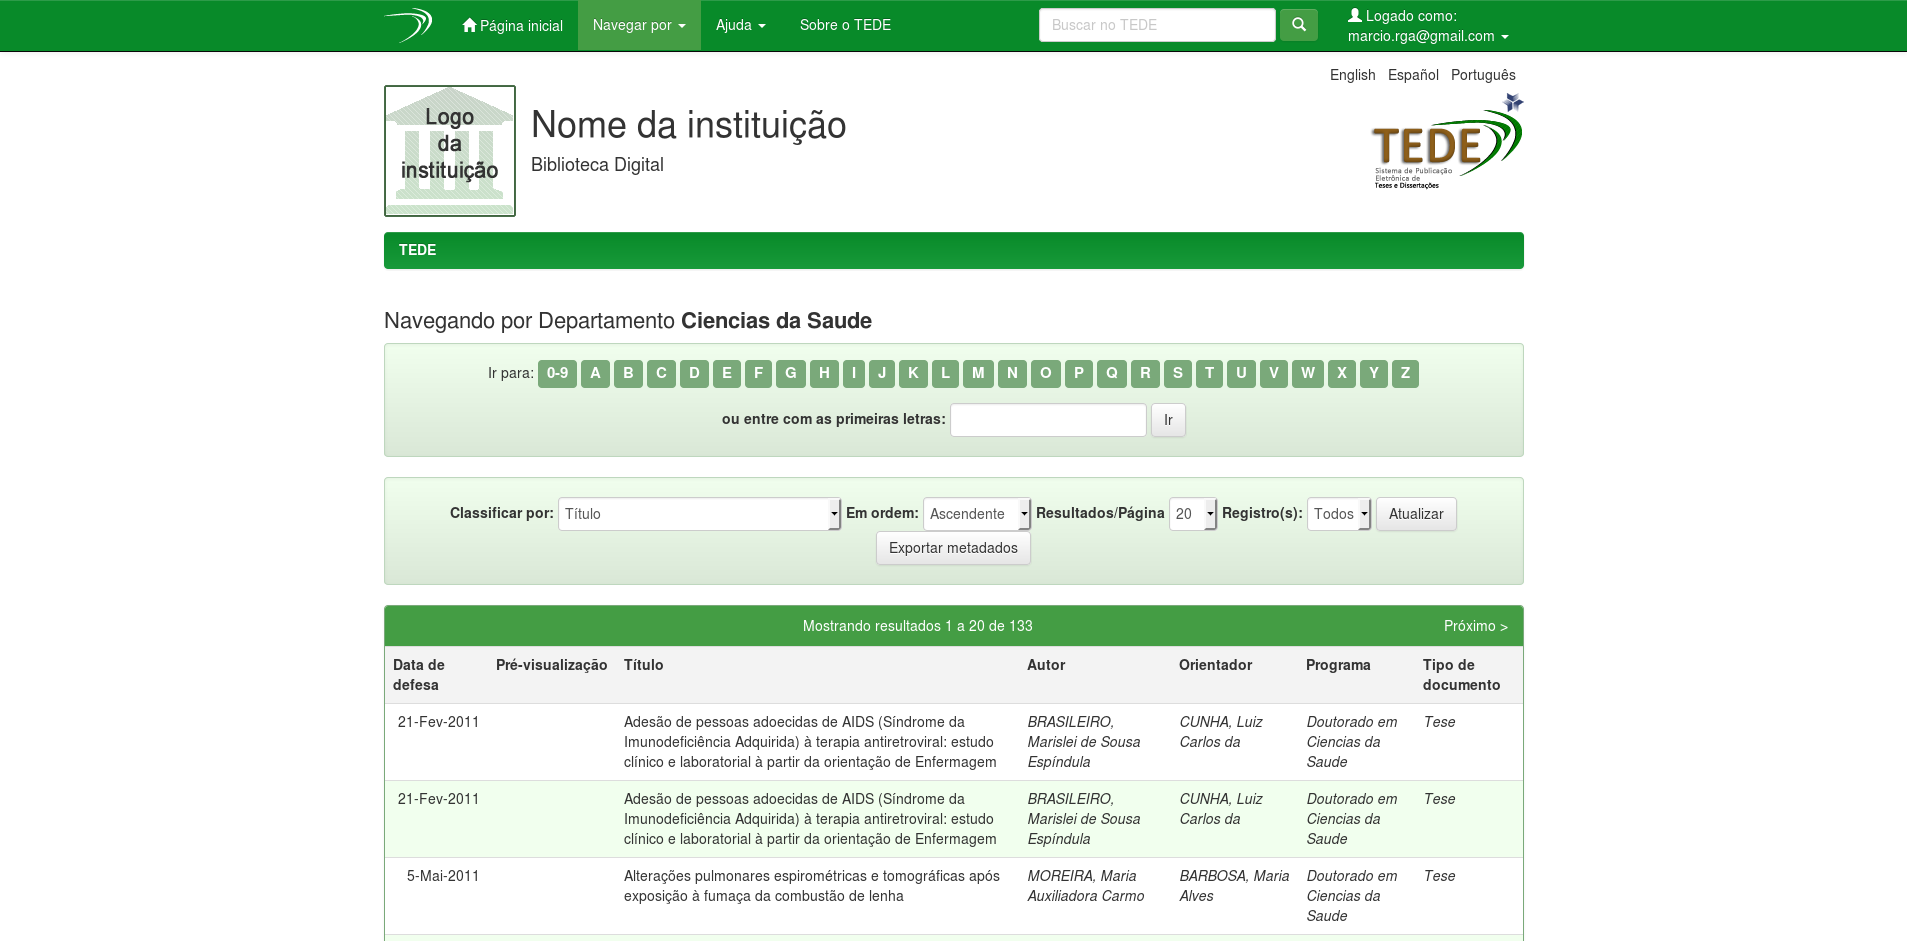 Página inicial
Navegar por
Ajuda
Sobre o TEDE
Buscar no TEDE
Logado como:
marcio.rga@gmail.com
English Español Português
Logo
da
instituição
Nome da instituição
Biblioteca Digital
TEDE
Sistema de Publicação
Eletrônica de
Teses e Dissertações
TEDE
Navegando por Departamento Ciencias da Saude
Ir para: 0-9 A B C D E F G H I J K L M N O P Q R S T U V W X Y Z
ou entre com as primeiras letras: Ir
Classificar por: Título Em ordem: Ascendente Resultados/Página 20 Registro(s): Todos Atualizar
Exportar metadados
Mostrando resultados 1 a 20 de 133
Próximo >
Data de
defesa
Pré-visualização
Título
Autor
Orientador
Programa
Tipo de
documento
21-Fev-2011
Adesão de pessoas adoecidas de AIDS (Síndrome da
Imunodeficiência Adquirida) à terapia antiretroviral: estudo
clínico e laboratorial à partir da orientação de Enfermagem
BRASILEIRO,
Marislei de Sousa
Espíndula
CUNHA, Luiz
Carlos da
Doutorado em
Ciencias da
Saude
Tese
21-Fev-2011
Adesão de pessoas adoecidas de AIDS (Síndrome da
Imunodeficiência Adquirida) à terapia antiretroviral: estudo
clínico e laboratorial à partir da orientação de Enfermagem
BRASILEIRO,
Marislei de Sousa
Espíndula
CUNHA, Luiz
Carlos da
Doutorado em
Ciencias da
Saude
Tese
5-Mai-2011
Alterações pulmonares espirométricas e tomográficas após
exposição à fumaça da combustão de lenha
MOREIRA, Maria
Auxiliadora Carmo
BARBOSA, Maria
Alves
Doutorado em
Ciencias da
Saude
Tese